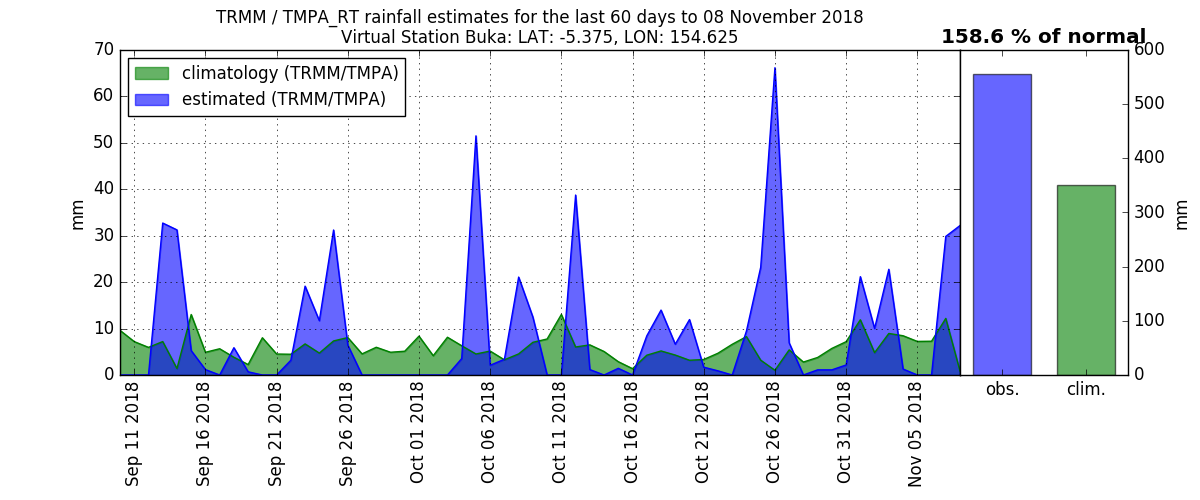 TRMM / TMPA_RT rainfall estimates for the last 60 days to 08 November 2018
Virtual Station Buka: LAT: -5.375, LON: 154.625
158.6 % of normal
climatology (TRMM/TMPA)
estimated (TRMM/TMPA)
mm
70
60
50
40
30
20
10
0
Sep 11 2018
Sep 16 2018
Sep 21 2018
Sep 26 2018
Oct 01 2018
Oct 06 2018
Oct 11 2018
Oct 16 2018
Oct 21 2018
Oct 26 2018
Oct 31 2018
Nov 05 2018
obs.
clim.
600
500
400
300
200
100
0
mm